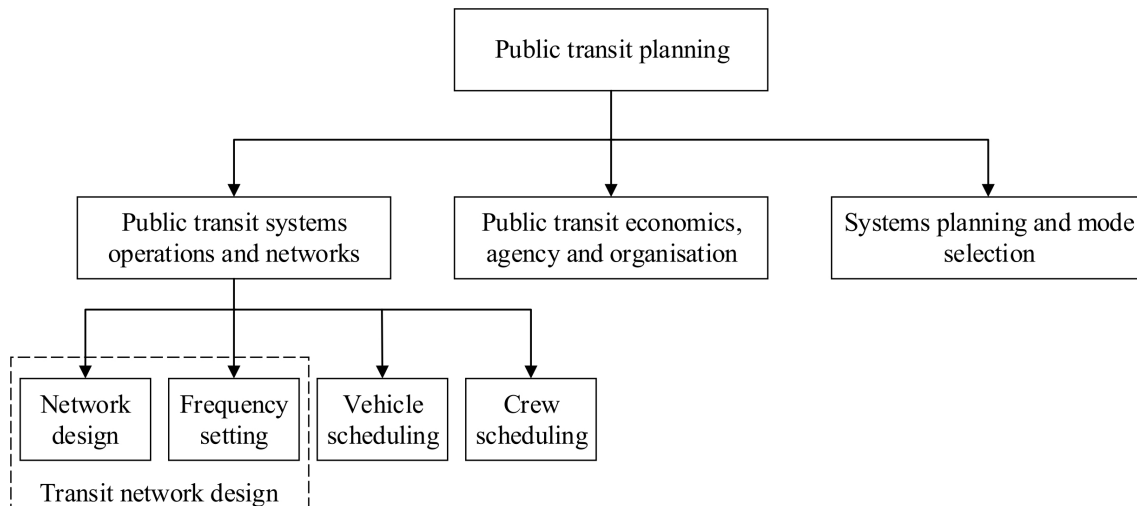 Public transit planning
Public transit systems
operations and networks
Public transit economics,
agency and organisation
Systems planning and mode
selection
Network
design
Frequency
setting
Vehicle
scheduling
Crew
scheduling
Transit network design